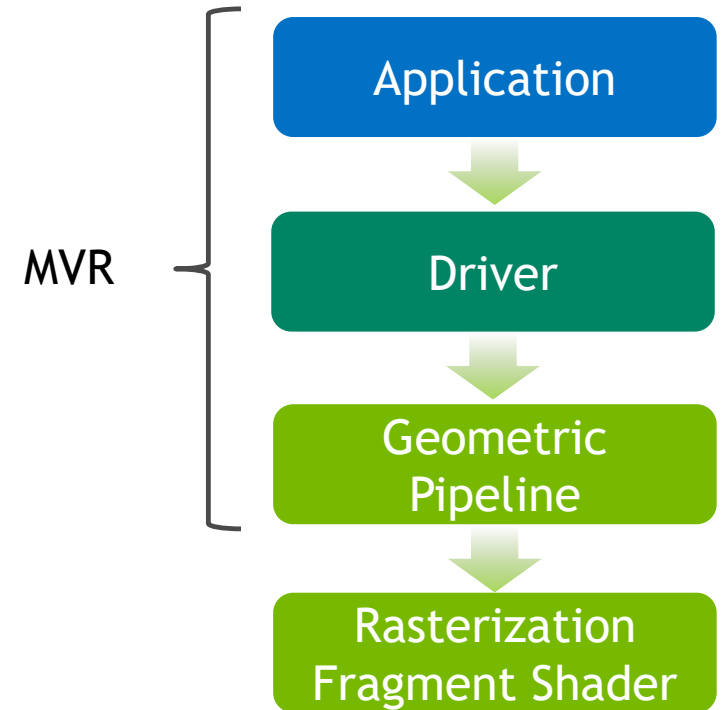 Application
MVR
Driver
Geometric
Pipeline
Rasterization
Fragment Shader